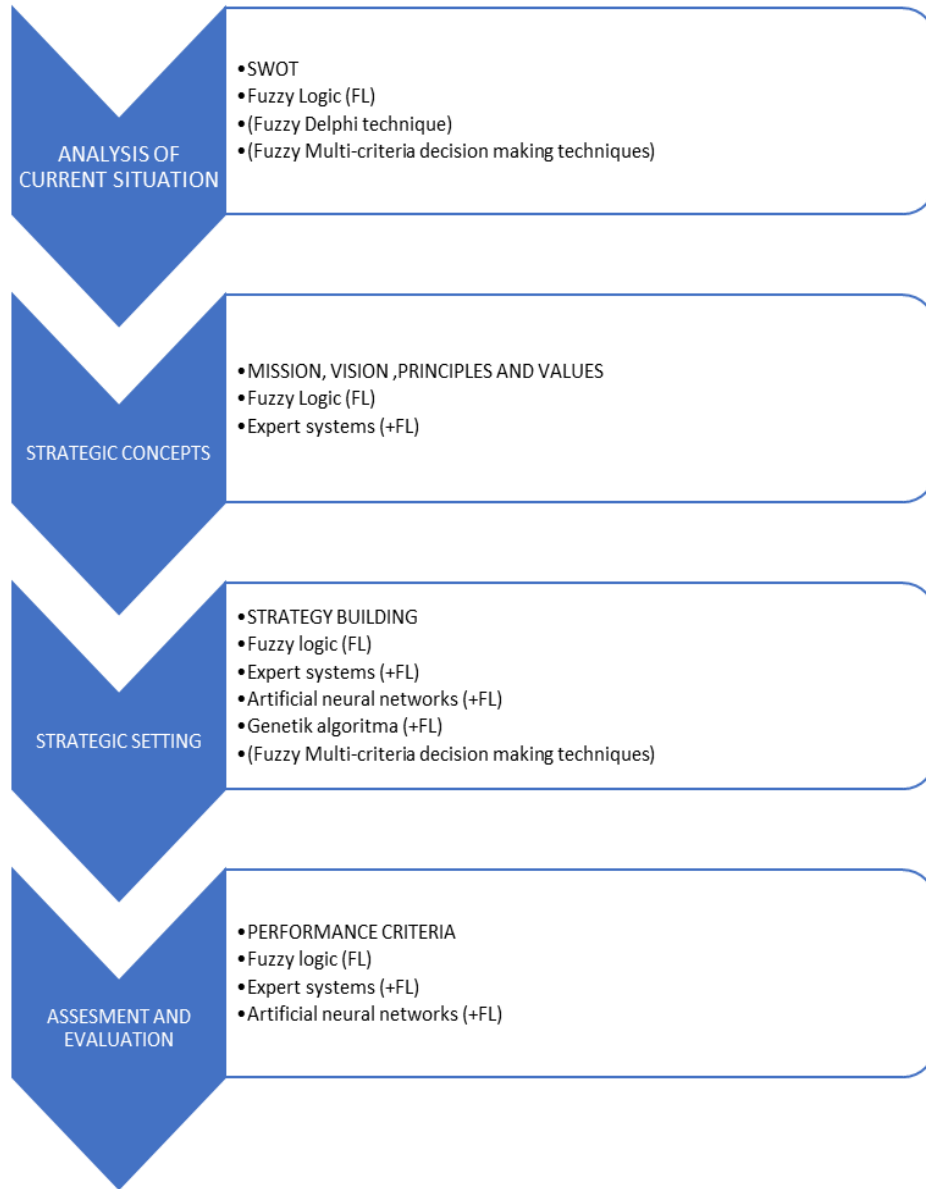 ANALYSIS OF
CURRENT SITUATION
•SWOT
•Fuzzy Logic (FL)
•(Fuzzy Delphi technique)
•(Fuzzy Multi-criteria decision making techniques)
STRATEGIC CONCEPTS
•MISSION, VISION ,PRINCIPLES AND VALUES
•Fuzzy Logic (FL)
•Expert systems (+FL)
STRATEGIC SETTING
•STRATEGY BUILDING
•Fuzzy logic (FL)
•Expert systems (+FL)
•Artificial neural networks (+FL)
•Genetik algoritma (+FL)
•(Fuzzy Multi-criteria decision making techniques)
ASSESMENT AND
EVALUATION
•PERFORMANCE CRITERIA
•Fuzzy logic (FL)
•Expert systems (+FL)
•Artificial neural networks (+FL)